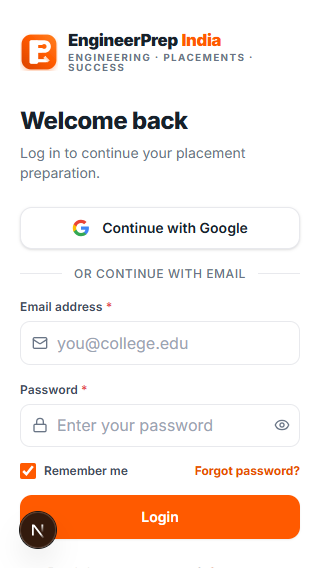 EngineerPrep India
ENGINEERING · PLACEMENTS ·
SUCCESS
Welcome back
Log in to continue your placement
preparation.
Continue with Google
OR CONTINUE WITH EMAIL
Email address *
you@college.edu
Password *
Enter your password
Remember me
Forgot password?
Login
N